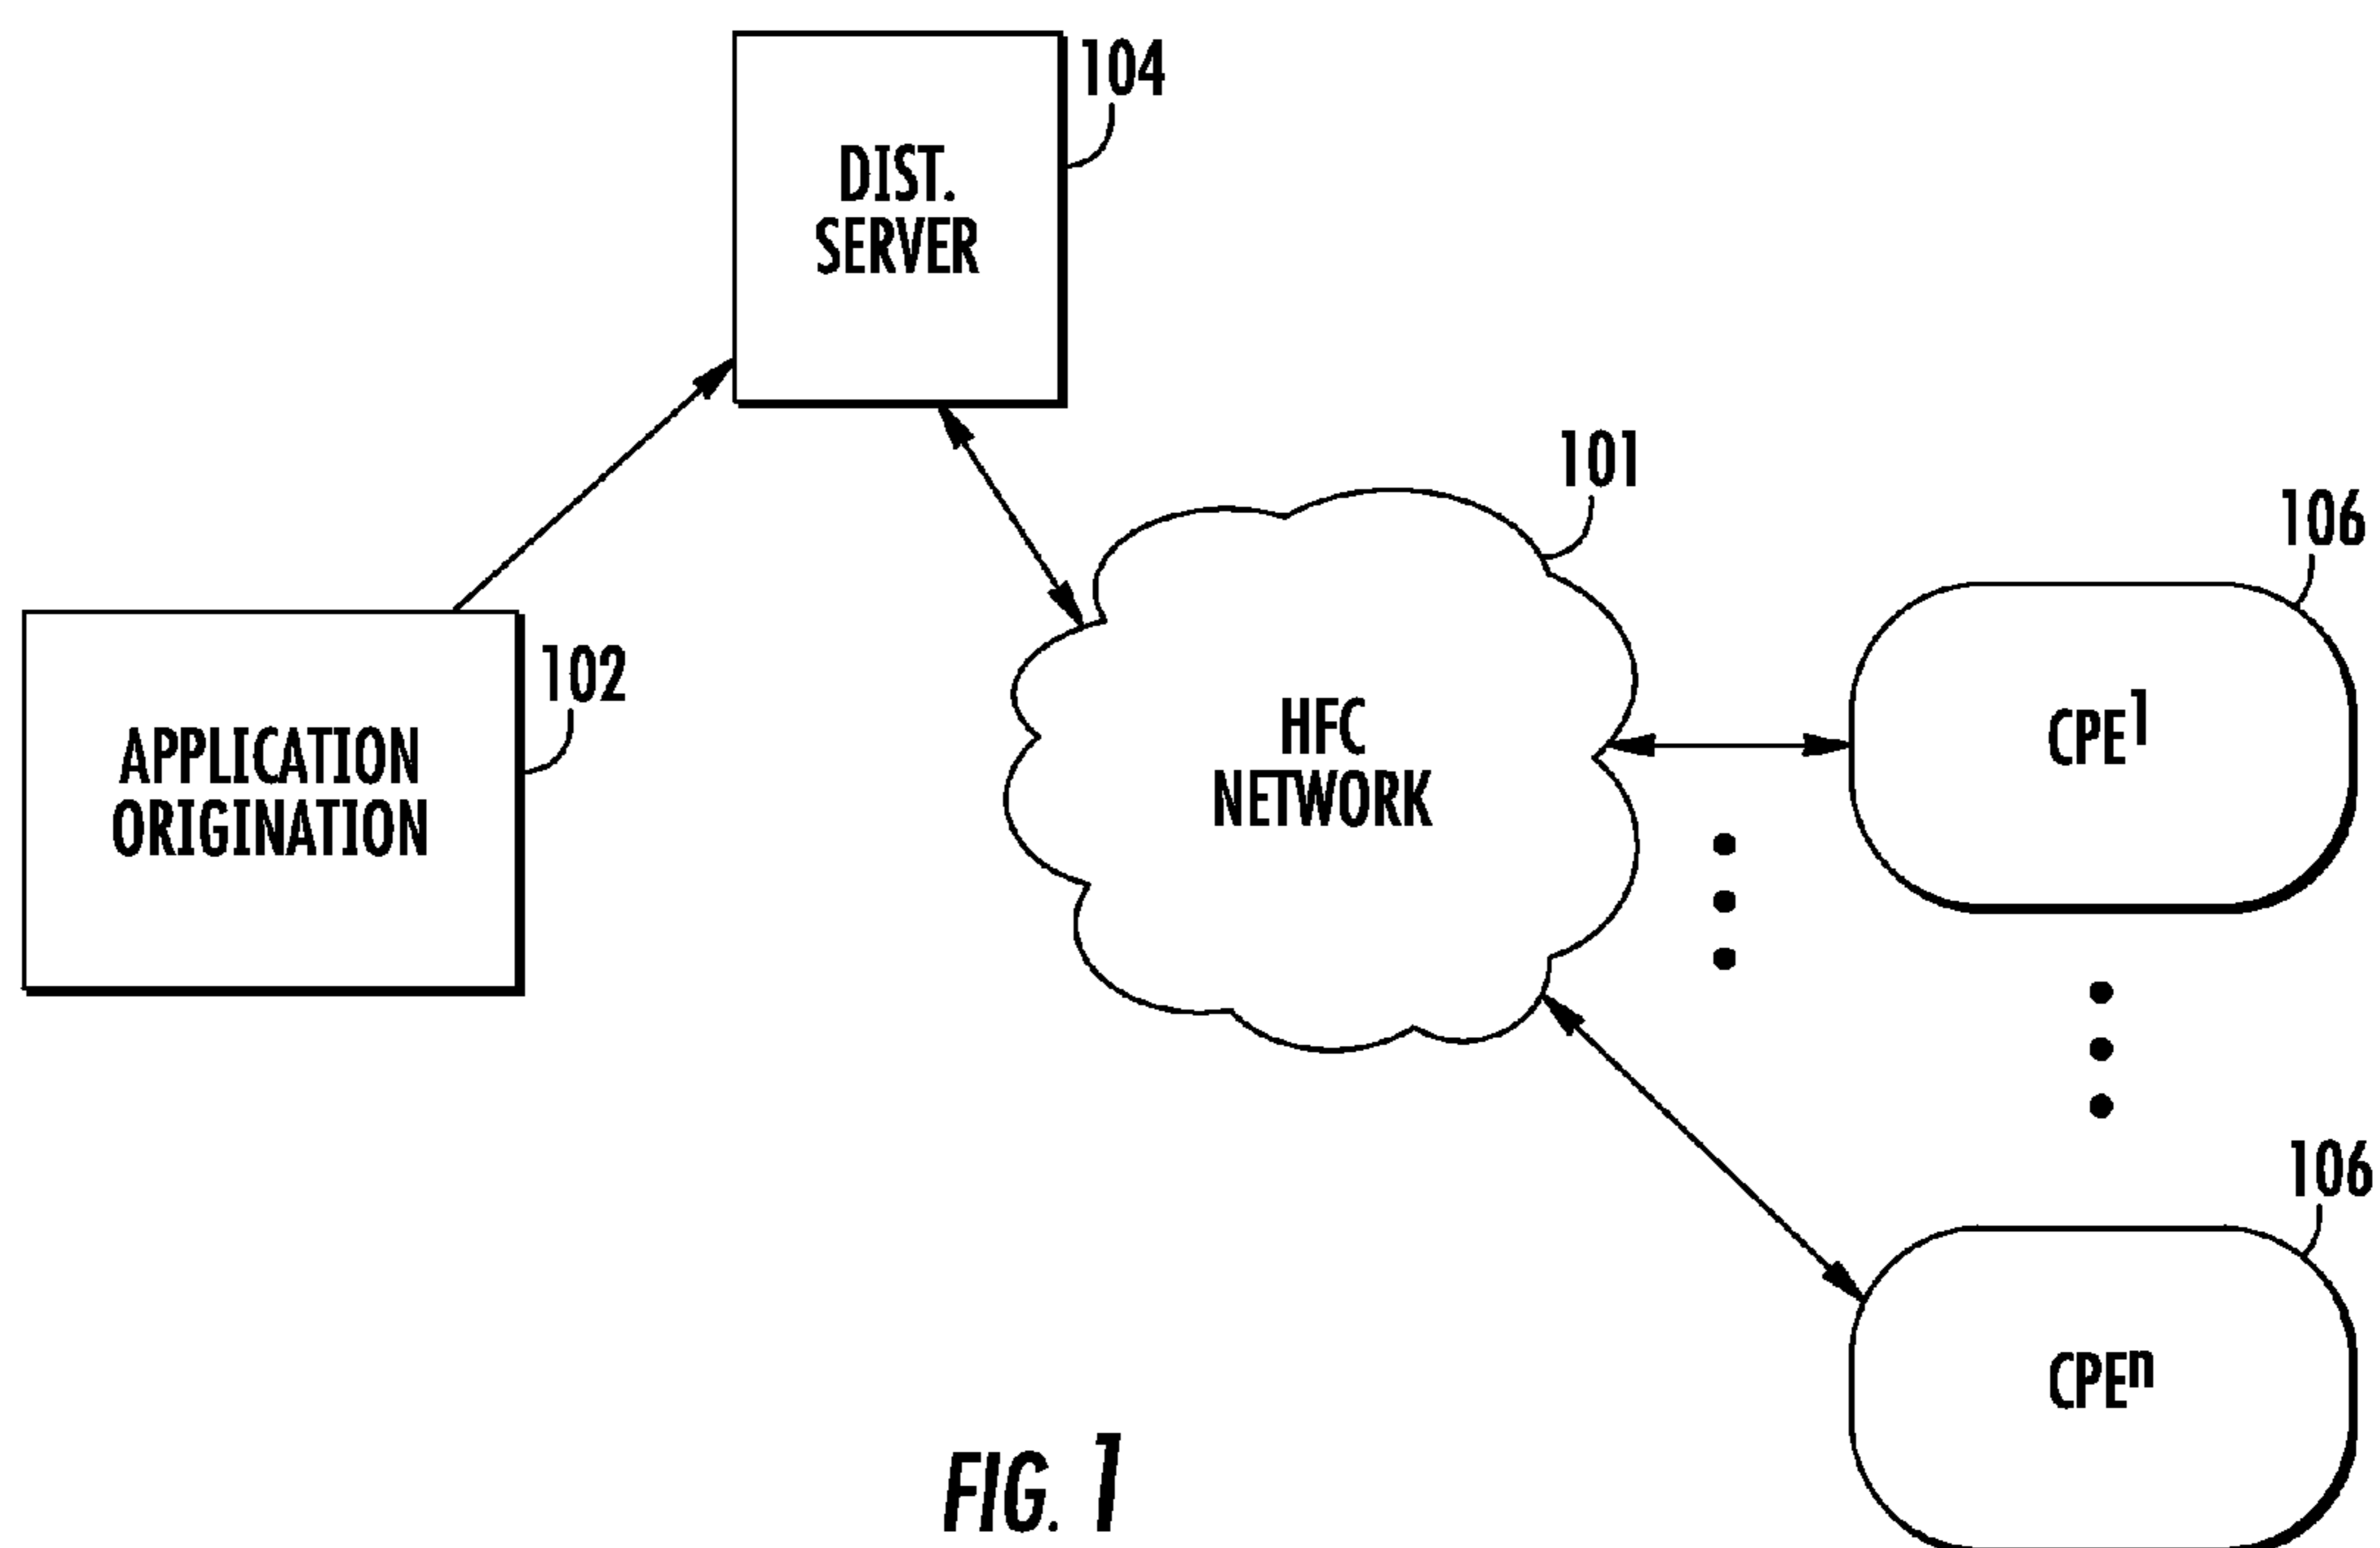 104
DIST.
SERVER
101
106
102
APPLICATION
ORIGINATION
HFC
NETWORK
CPE¹
106
CPEⁿ
FIG. 1